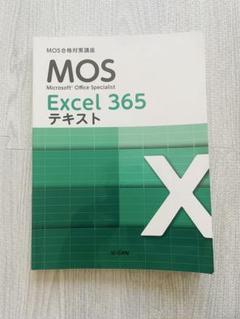 MOS合格対策講座
MOS
Microsoft® Office Specialist
Excel 365
テキスト
X
U-CAN